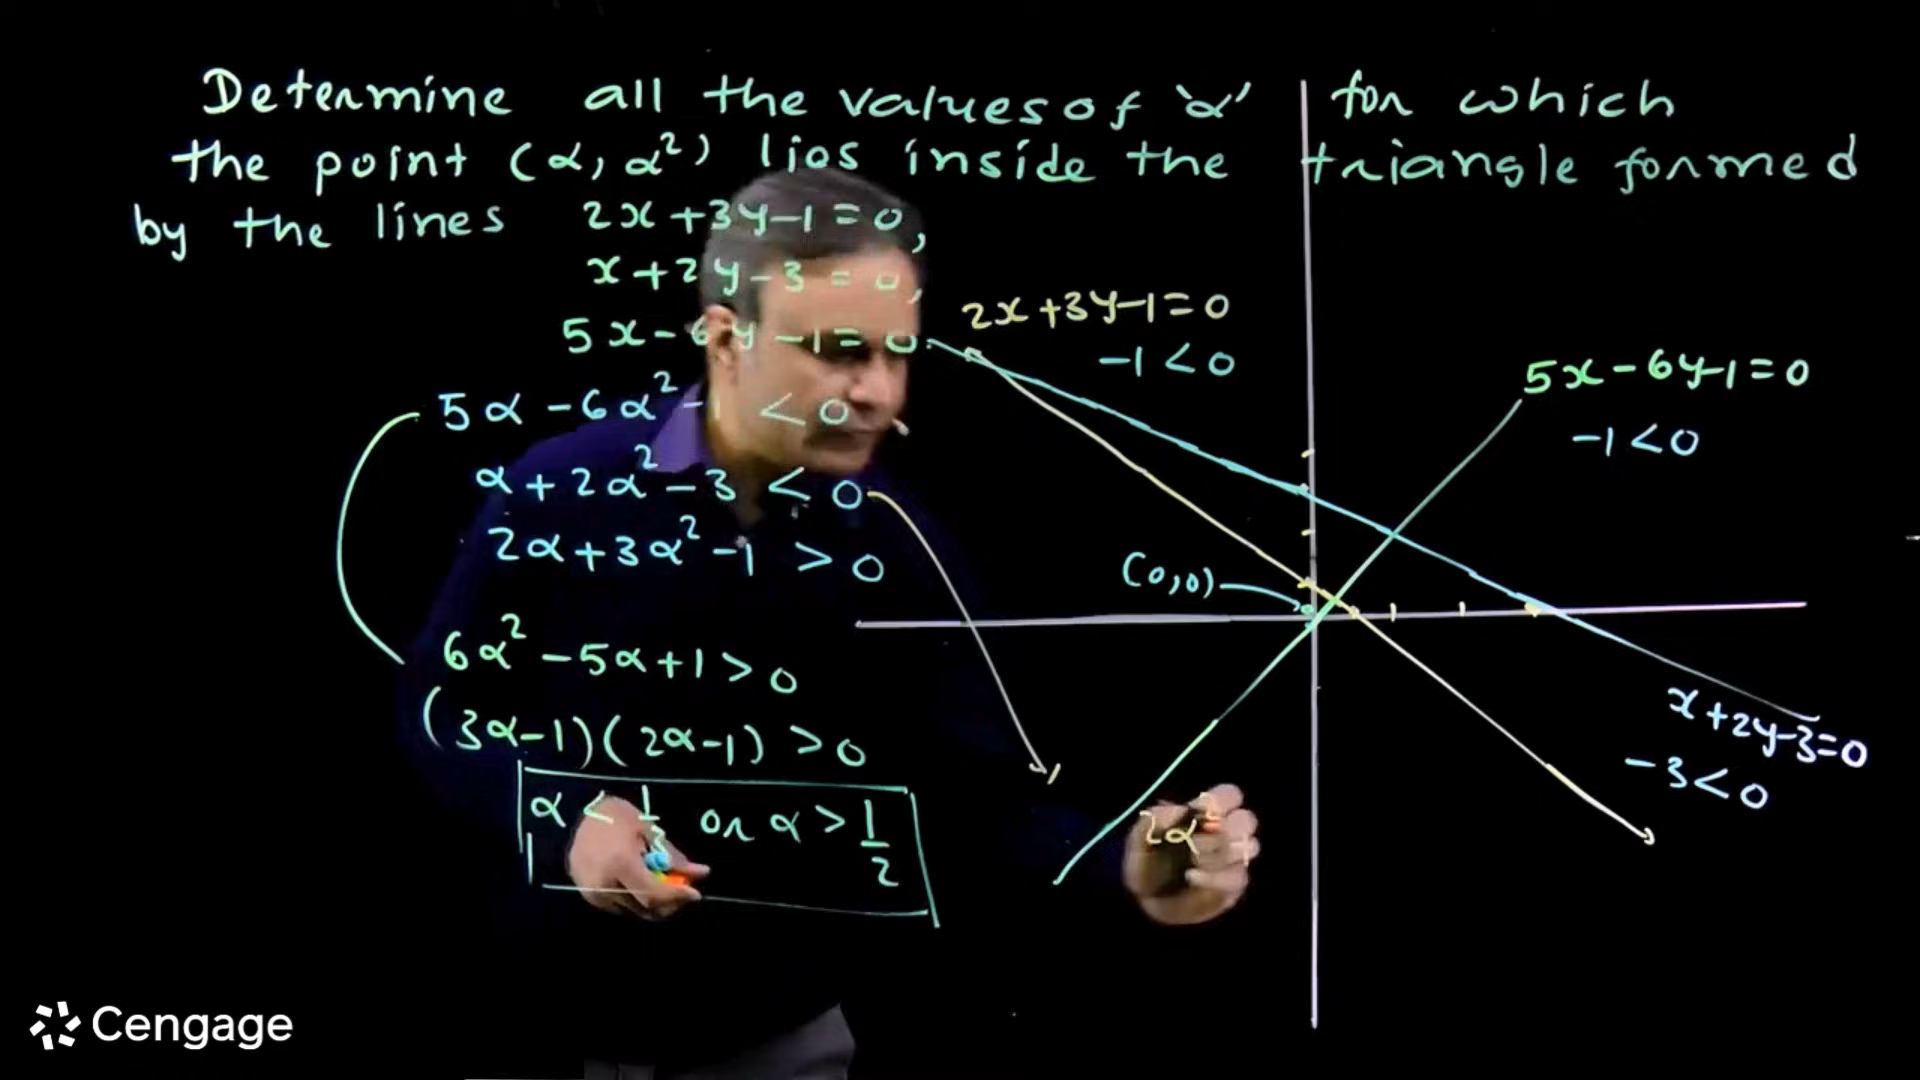 Determine all the values of 'α' for which
the point (α, α²) lies inside the triangle formed
by the lines 2x+3y-1=0,
x+2y-3=0,
5x-6y-1=0
2x+3y-1=0
-1<0
5x-6y-1=0
-1<0
5α-6α²-1<0
α+2α²-3<0
2α+3α²-1>0
(0,0)
6α²-5α+1>0
(3α-1)(2α-1)>0
α<1/3 or α>1/2
x+2y-3=0
-3<0
2α²+
Cengage